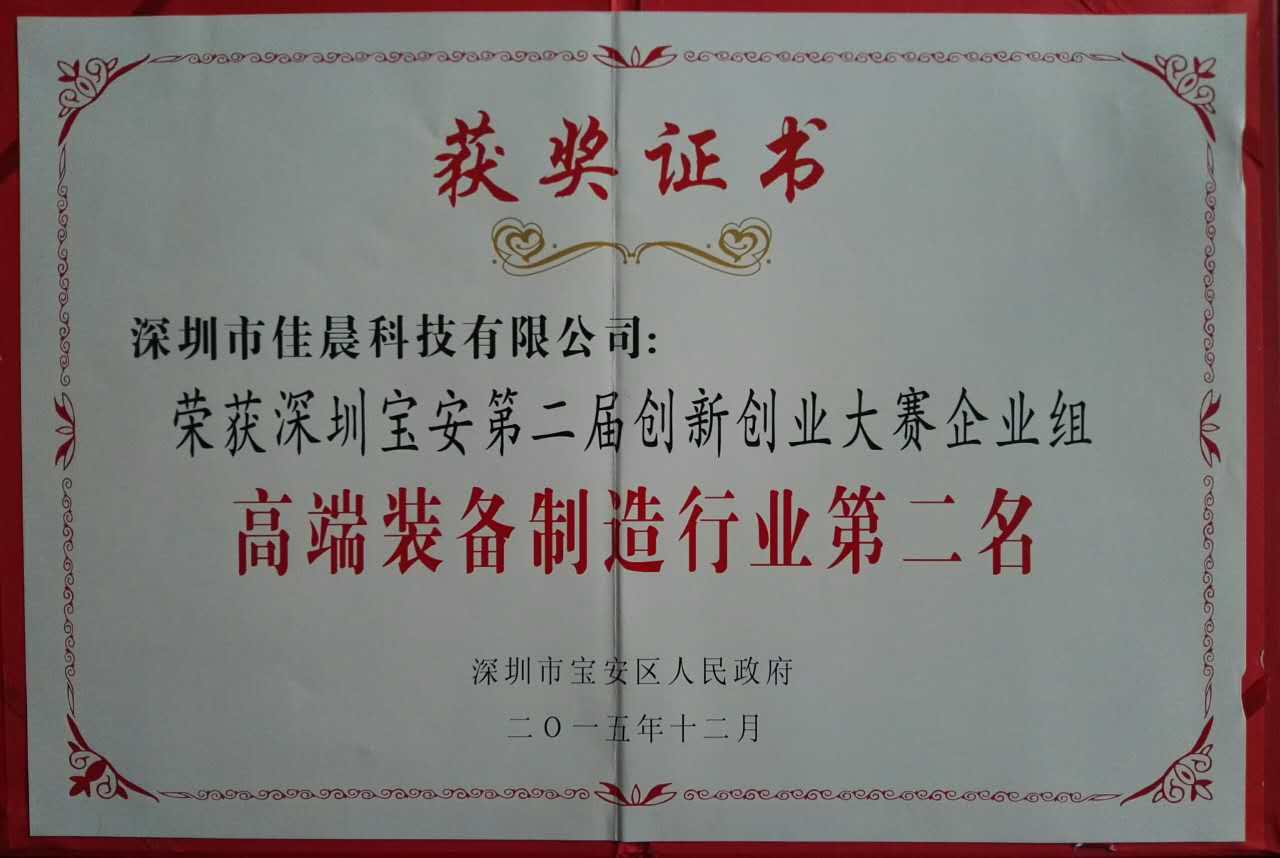 获奖证书
深圳市佳晨科技有限公司:
荣获深圳宝安第二届创新创业大赛企业组
高端装备制造行业第二名
深圳市宝安区人民政府
二〇一五年十二月